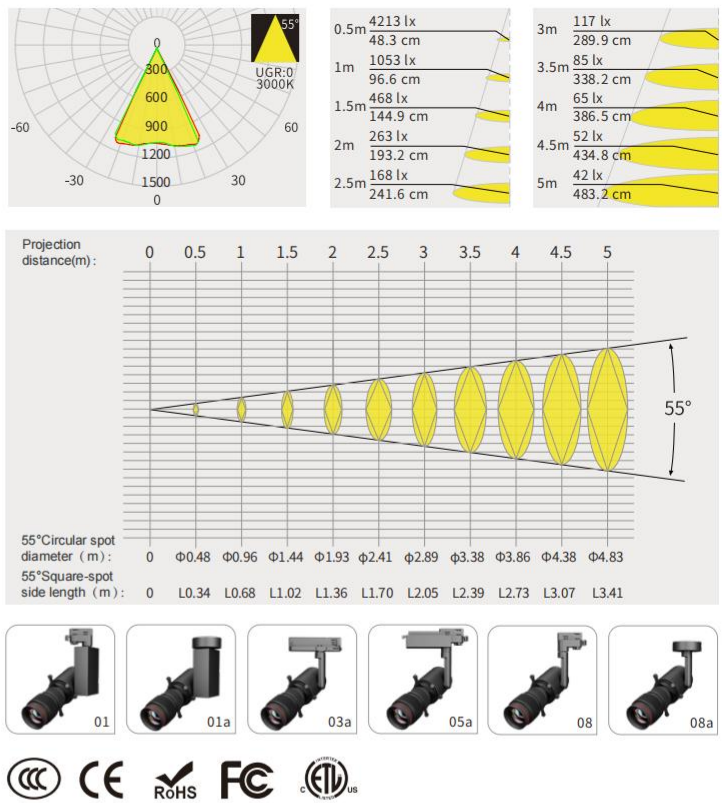 0
300
600
900
1200
1500
0
-60
60
-30
30
55°
UGR:0
3000K
0.5m 4213 lx
48.3 cm
1m 1053 lx
96.6 cm
1.5m 468 lx
144.9 cm
2m 263 lx
193.2 cm
2.5m 168 lx
241.6 cm
3m 117 lx
289.9 cm
3.5m 85 lx
338.2 cm
4m 65 lx
386.5 cm
4.5m 52 lx
434.8 cm
5m 42 lx
483.2 cm
Projection
distance(m): 0 0.5 1 1.5 2 2.5 3 3.5 4 4.5 5
55°
55°Circular spot
diameter (m): 0 Φ0.48 Φ0.96 Φ1.44 Φ1.93 Φ2.41 Φ2.89 Φ3.38 Φ3.86 Φ4.38 Φ4.83
55°Square-spot
side length (m): 0 L0.34 L0.68 L1.02 L1.36 L1.70 L2.05 L2.39 L2.73 L3.07 L3.41
01 01a 03a 05a 08 08a
CCC CE RoHS FC INTERTEK C ETL US LISTED